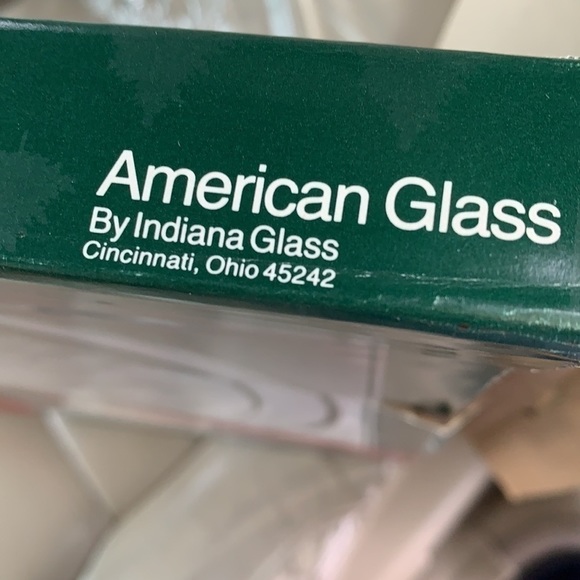 American Glass
By Indiana Glass
Cincinnati, Ohio 45242